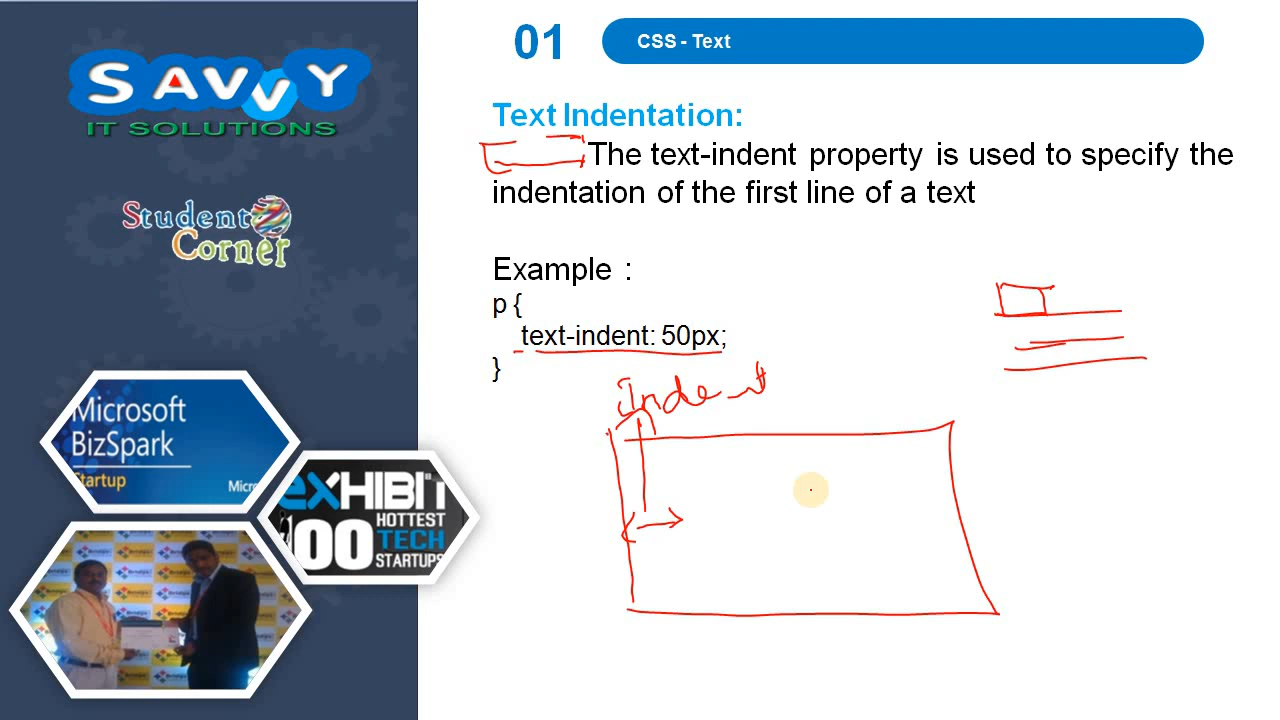 SAVVY
IT SOLUTIONS
Student
Corner
Microsoft
BizSpark
Startup
Micr
eXHIBIT
100
HOTTEST
TECH
STARTUPS
01
CSS - Text
Text Indentation:
The text-indent property is used to specify the
indentation of the first line of a text
Example :
p {
text-indent: 50px;
}
Indent